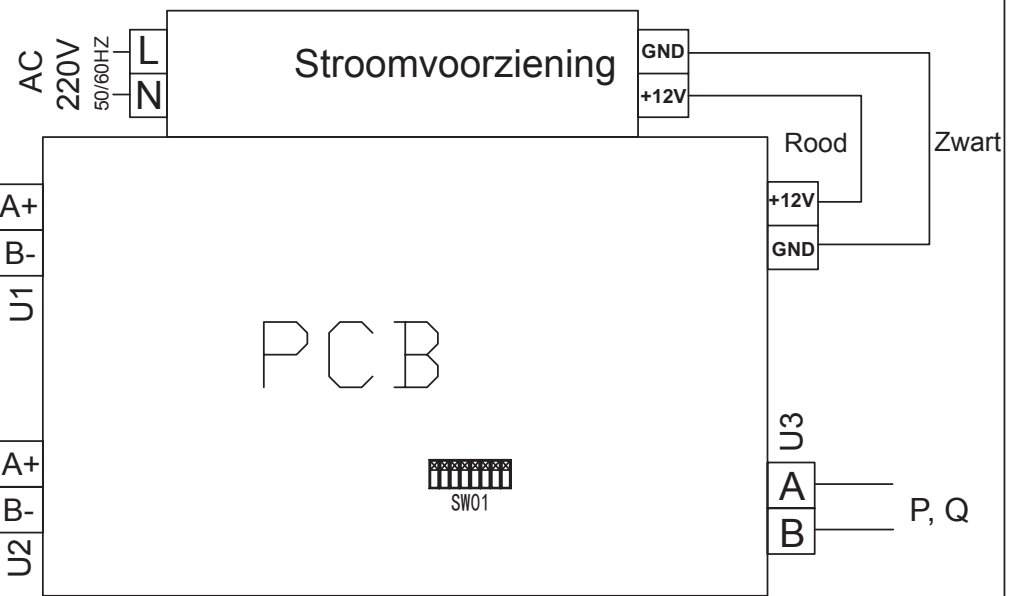 AC
220V
50/60HZ
L
N
Stroomvoorziening
GND
+12V
Rood
Zwart
+12V
GND
A+
B-
U1
PCB
A+
B-
U2
SW01
U3
A
B
P, Q